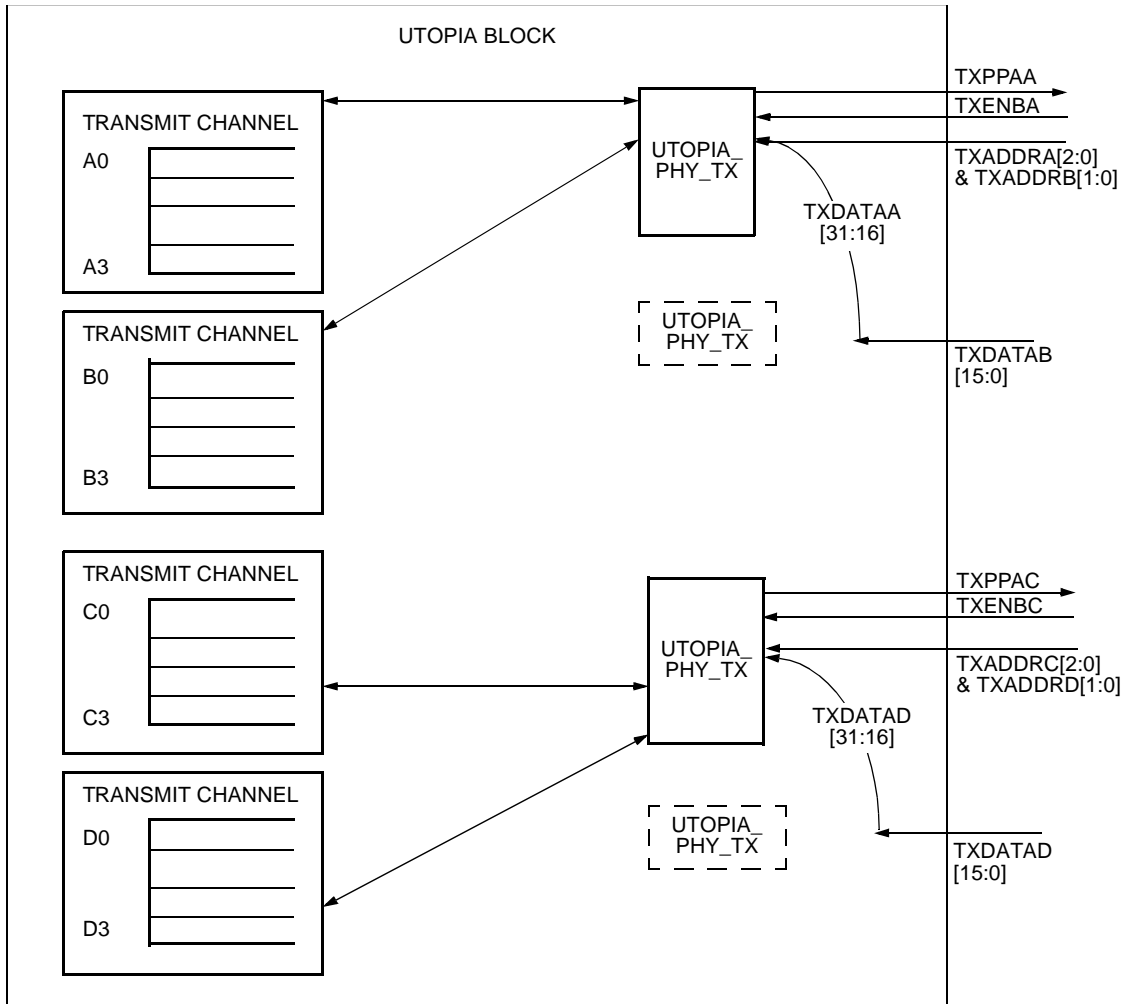 UTOPIA BLOCK
TRANSMIT CHANNEL
A0
A3
TRANSMIT CHANNEL
B0
B3
UTOPIA_
PHY_TX
TXPPAA
TXENBA
TXADDRA[2:0]
& TXADDRB[1:0]
TXDATAA
[31:16]
UTOPIA_
PHY_TX
TXDATAB
[15:0]
TRANSMIT CHANNEL
C0
C3
TRANSMIT CHANNEL
D0
D3
UTOPIA_
PHY_TX
TXPPAC
TXENBC
TXADDRC[2:0]
& TXADDRD[1:0]
TXDATAD
[31:16]
UTOPIA_
PHY_TX
TXDATAD
[15:0]